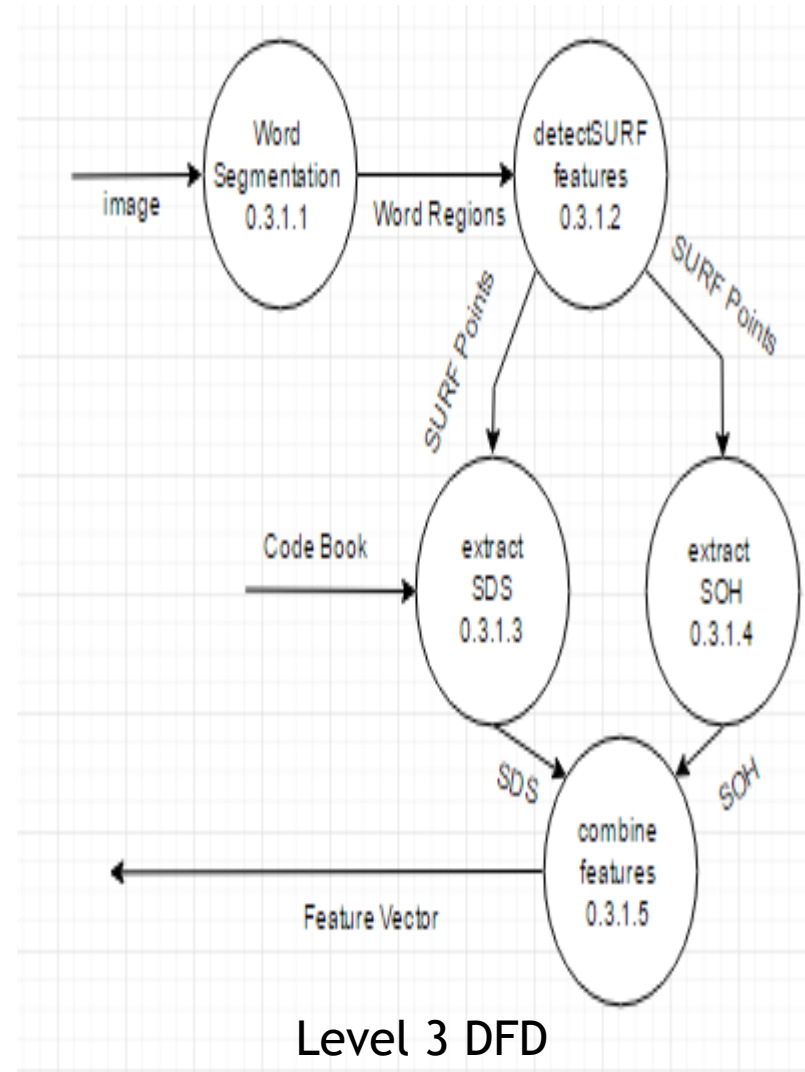 Word
Segmentation
0.3.1.1
image
Word Regions
detectSURF
features
0.3.1.2
SURF Points
SURF Points
Code Book
extract
SDS
0.3.1.3
extract
SOH
0.3.1.4
SDS
SOH
combine
features
0.3.1.5
Feature Vector
Level 3 DFD